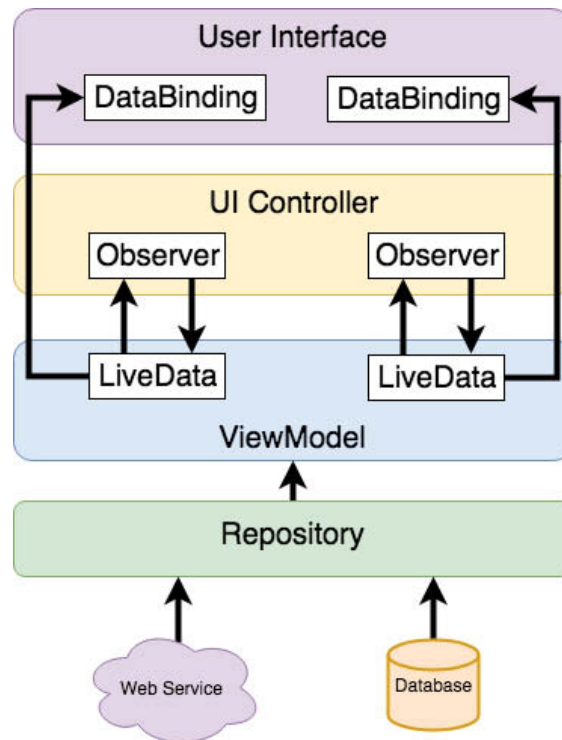 User Interface
DataBinding
DataBinding
UI Controller
Observer
Observer
LiveData
LiveData
ViewModel
Repository
Web Service
Database